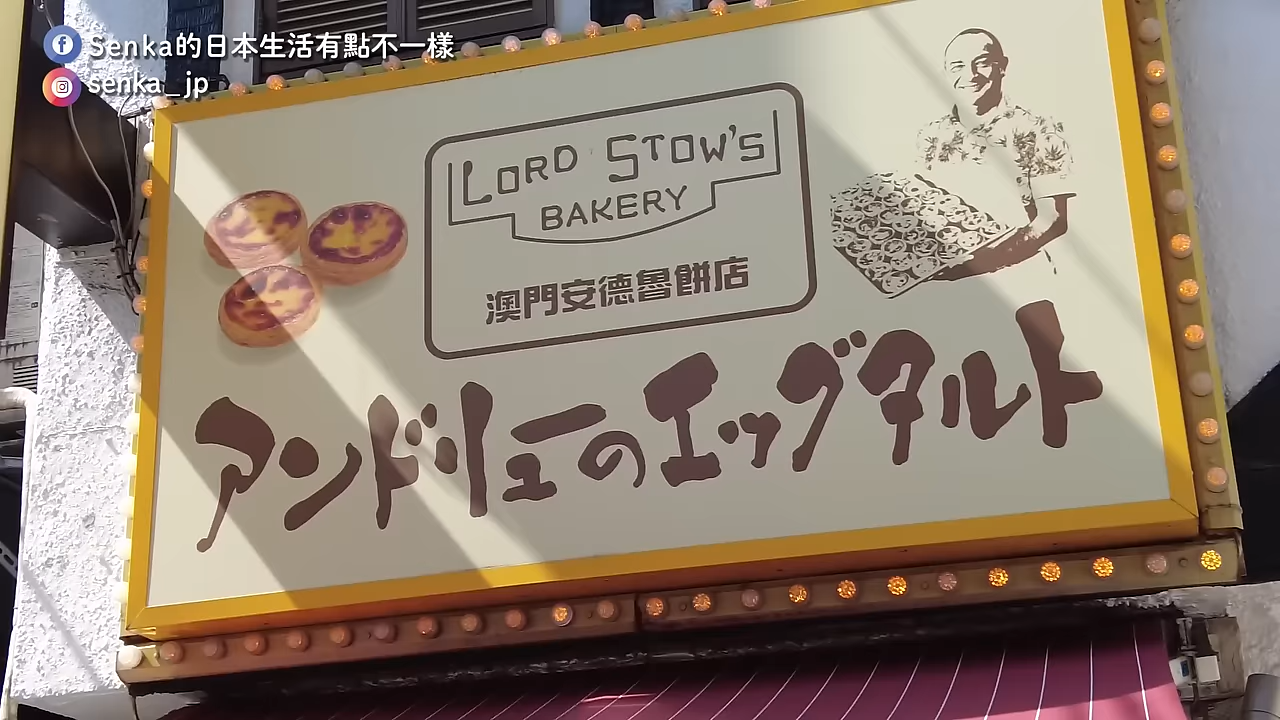 Senka的日本生活有點不一樣
senka_jp
LORD STOW'S
BAKERY
澳門安德魯餅店
アンドリューのエッグタルト